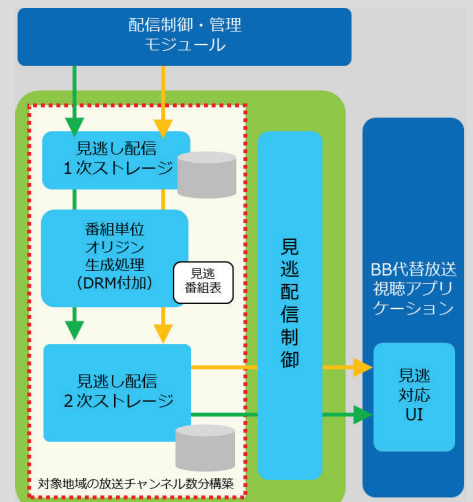 配信制御・管理
モジュール
見逃し配信
1次ストレージ
番組単位
オリジン
生成処理
（DRM付加）
見逃
番組表
見逃し配信
2次ストレージ
対象地域の放送チャンネル数分構築
見逃配信制御
BB代替放送
視聴アプリ
ケーション
見逃
対応
UI